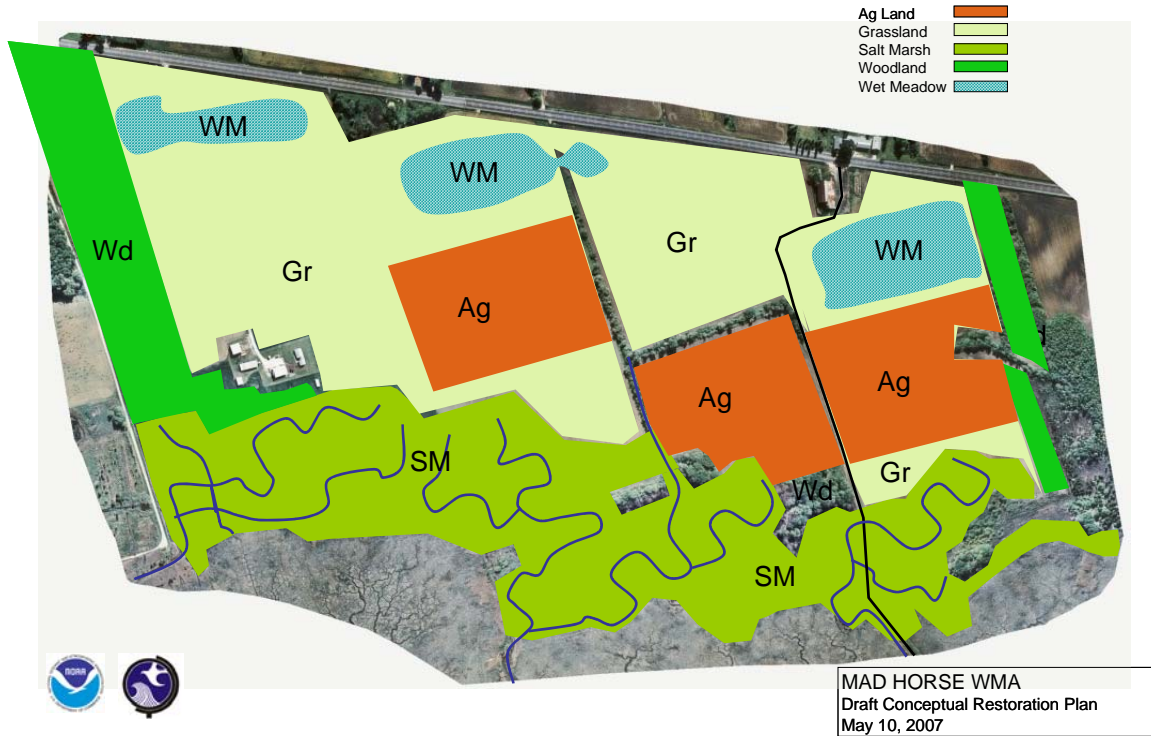 Ag Land
Grassland
Salt Marsh
Woodland
Wet Meadow
WM
WM
Wd
Gr
Gr
WM
Ag
Ag
Ag
SM
Gr
Wd
SM
NOAA
MAD HORSE WMA
Draft Conceptual Restoration Plan
May 10, 2007